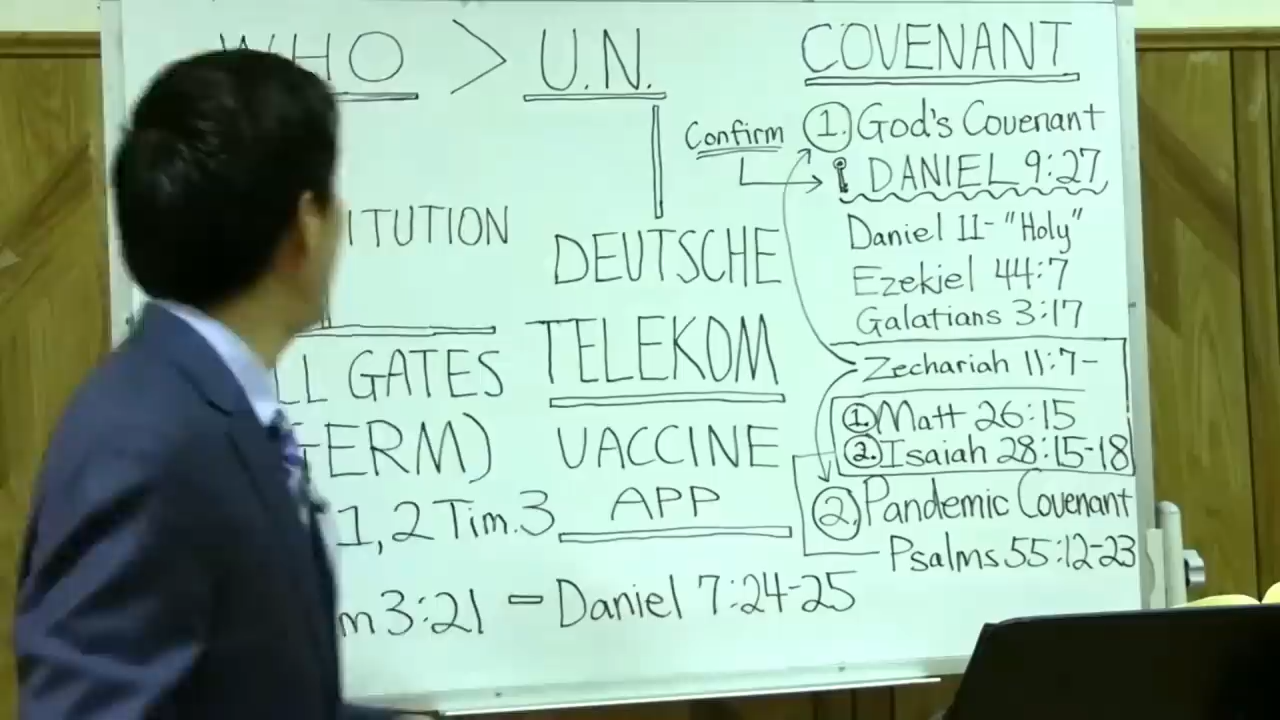 WHO > U.N.
ITUTION
LL GATES
(GERM)
1, 2 Tim. 3
m 3:21 = Daniel 7:24-25
DEUTSCHE
TELEKOM
VACCINE
APP
COVENANT
Confirm
1. God's Covenant
DANIEL 9:27
Daniel 11- "Holy"
Ezekiel 44:7
Galatians 3:17
Zechariah 11:7-
1 Matt 26:15
2. Isaiah 28:15-18
2. Pandemic Covenant
Psalms 55:12-23